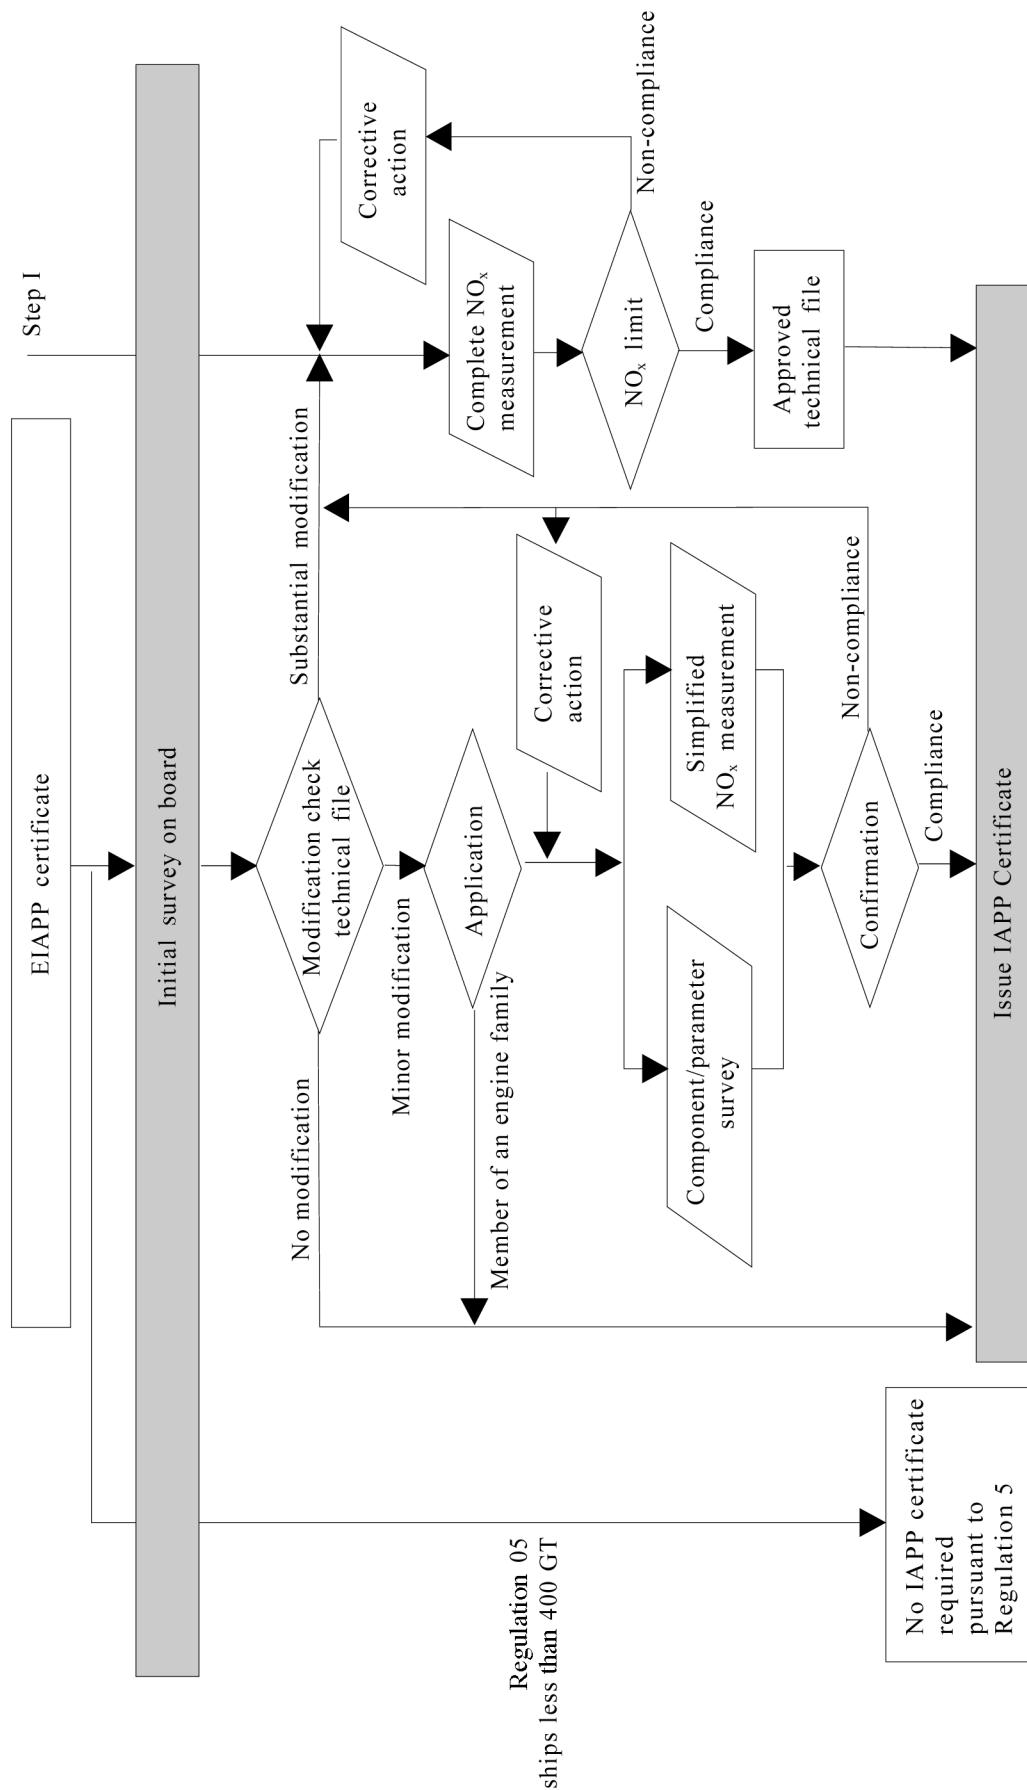 Step I
EIAPP certificate
Initial survey on board
Regulation 05
ships less than 400 GT
No modification
Modification check
technical file
Substantial modification
Corrective
action
Minor modification
Application
Member of an engine family
Complete NOₓ
measurement
Corrective
action
Component/parameter
survey
Simplified
NOₓ measurement
NOₓ limit
Non-compliance
Compliance
Approved
technical file
Confirmation
Non-compliance
Compliance
No IAPP certificate
required
pursuant to
Regulation 5
Issue IAPP Certificate